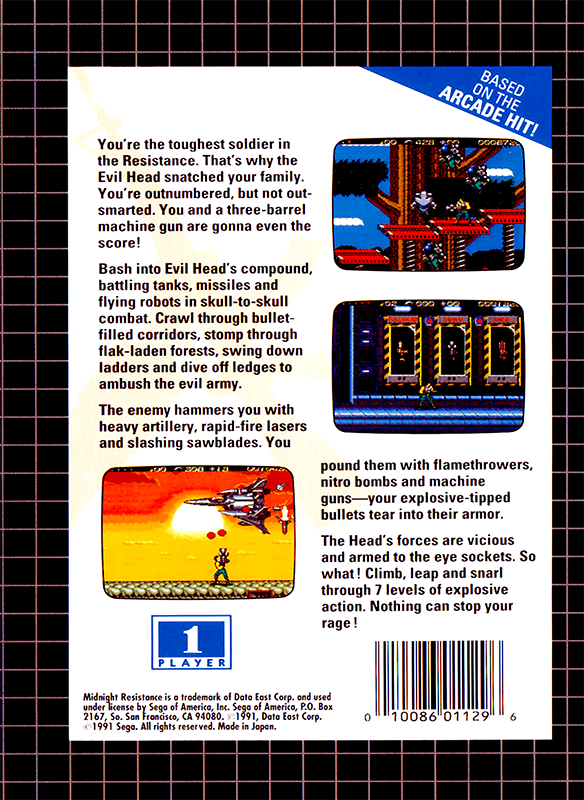 BASED
ON THE
ARCADE HIT!
You're the toughest soldier in
the Resistance. That's why the
Evil Head snatched your family.
You're outnumbered, but not out-
smarted. You and a three-barrel
machine gun are gonna even the
score!
Bash into Evil Head's compound,
battling tanks, missiles and
flying robots in skull-to-skull
combat. Crawl through bullet-
filled corridors, stomp through
flak-laden forests, swing down
ladders and dive off ledges to
ambush the evil army.
The enemy hammers you with
heavy artillery, rapid-fire lasers
and slashing sawblades. You
pound them with flamethrowers,
nitro bombs and machine
guns—your explosive-tipped
bullets tear into their armor.
The Head's forces are vicious
and armed to the eye sockets. So
what! Climb, leap and snarl
through 7 levels of explosive
action. Nothing can stop your
rage!
1
PLAYER
Midnight Resistance is a trademark of Data East Corp. and used
under license by Sega of America, Inc. Sega of America, P.O. Box
2167, So. San Francisco, CA 94080. ©1991, Data East Corp.
©1991 Sega. All rights reserved. Made in Japan.
0 10086 01129 6